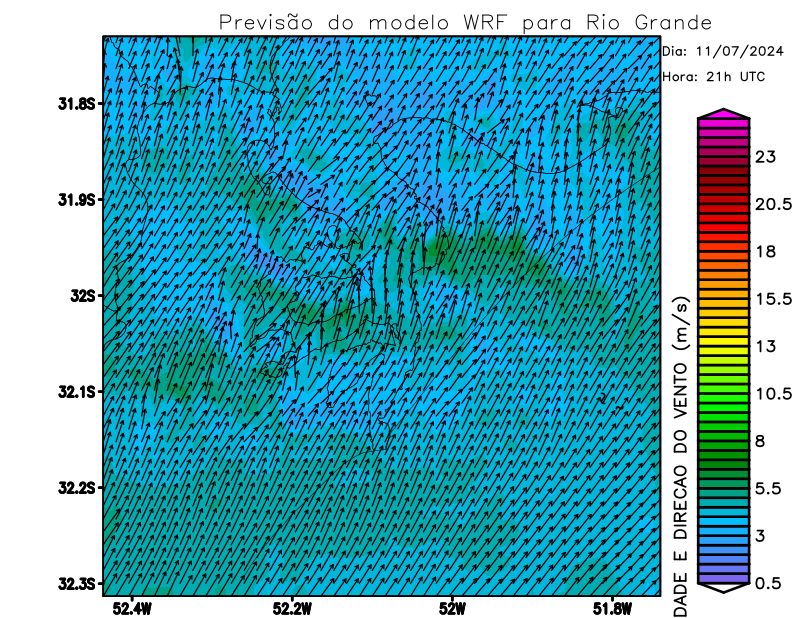 Previsão do modelo WRF para Rio Grande
Dia: 11/07/2024
Hora: 21h UTC
31.8S
31.9S
32S
32.1S
32.2S
32.3S
52.4W
52.2W
52W
51.8W
23
20.5
18
15.5
13
10.5
8
5.5
3
0.5
DADE E DIRECAO DO VENTO (m/s)